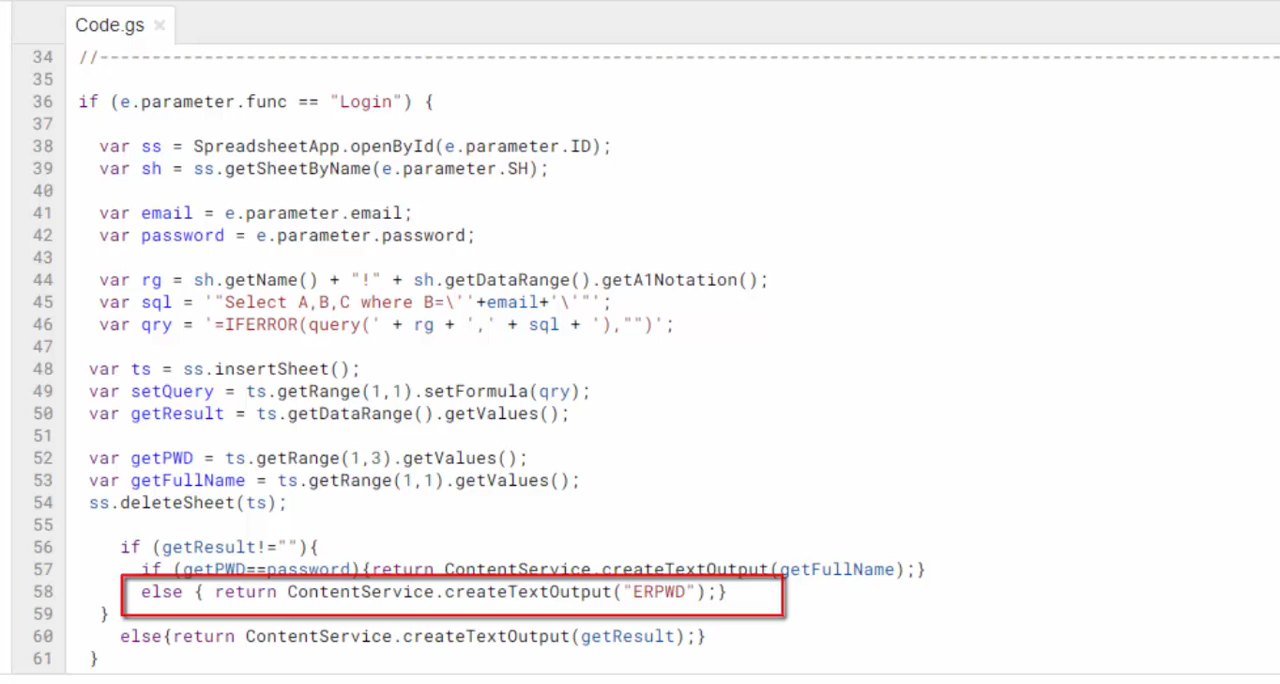 Code.gs ×
34 //------------------------------------------------------------------------------------------------------------------
35
36 if (e.parameter.func == "Login") {
37
38 var ss = SpreadsheetApp.openById(e.parameter.ID);
39 var sh = ss.getSheetByName(e.parameter.SH);
40
41 var email = e.parameter.email;
42 var password = e.parameter.password;
43
44 var rg = sh.getName() + "!" + sh.getDataRange().getA1Notation();
45 var sql = '"Select A,B,C where B=\''+email+'\'"';
46 var qry = '=IFERROR(query(' + rg + ',' + sql + '),"")';
47
48 var ts = ss.insertSheet();
49 var setQuery = ts.getRange(1,1).setFormula(qry);
50 var getResult = ts.getDataRange().getValues();
51
52 var getPWD = ts.getRange(1,3).getValues();
53 var getFullName = ts.getRange(1,1).getValues();
54 ss.deleteSheet(ts);
55
56 if (getResult!=""){
57 if (getPWD==password){return ContentService.createTextOutput(getFullName);}
58 else { return ContentService.createTextOutput("ERPWD");}
59 }
60 else{return ContentService.createTextOutput(getResult);}
61 }